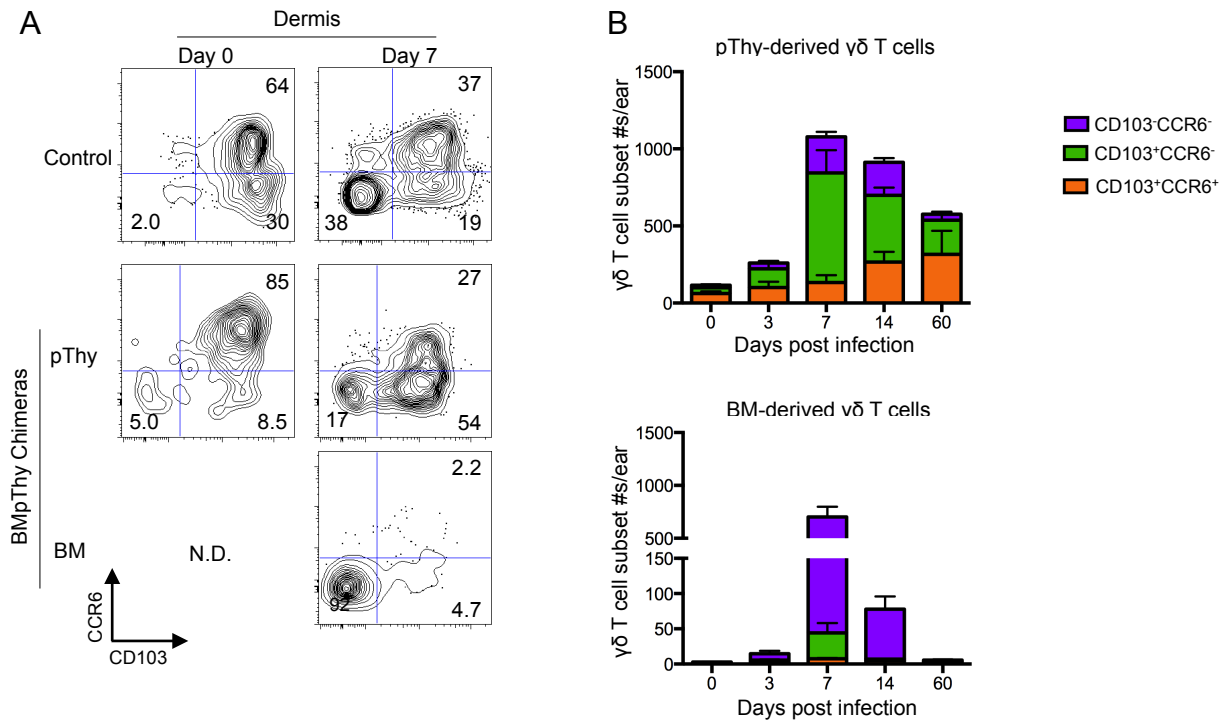 A
Dermis
Day 0
Day 7
Control
64
2.0
30
37
38
19
BMpThy Chimeras
pThy
85
5.0
8.5
27
17
54
BM
N.D.
2.2
92
4.7
CCR6
CD103
B
pThy-derived γδ T cells
γδ T cell subset #s/ear
1500
1000
500
0
0 3 7 14 60
Days post infection
CD103⁻CCR6⁻
CD103⁺CCR6⁻
CD103⁺CCR6⁺
BM-derived γδ T cells
γδ T cell subset #s/ear
1500
1000
500
150
100
50
0
0 3 7 14 60
Days post infection